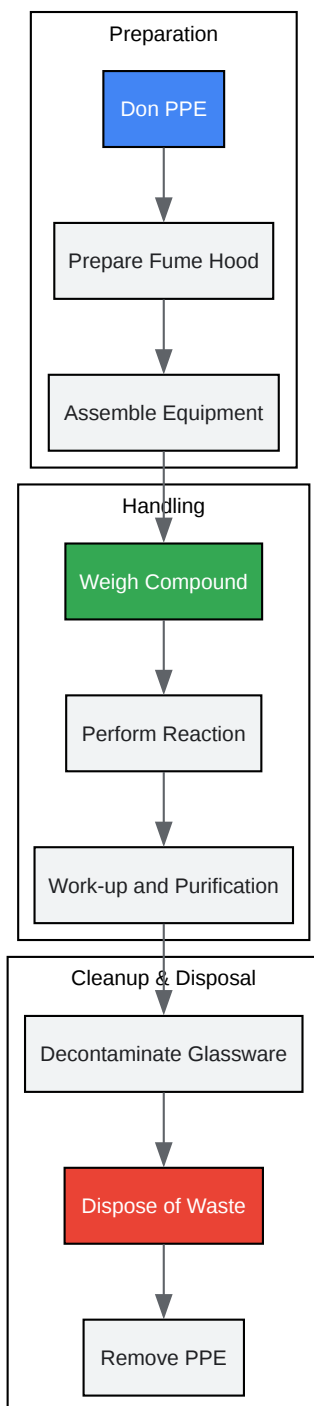 Preparation
Don PPE
Prepare Fume Hood
Assemble Equipment
Handling
Weigh Compound
Perform Reaction
Work-up and Purification
Cleanup & Disposal
Decontaminate Glassware
Dispose of Waste
Remove PPE